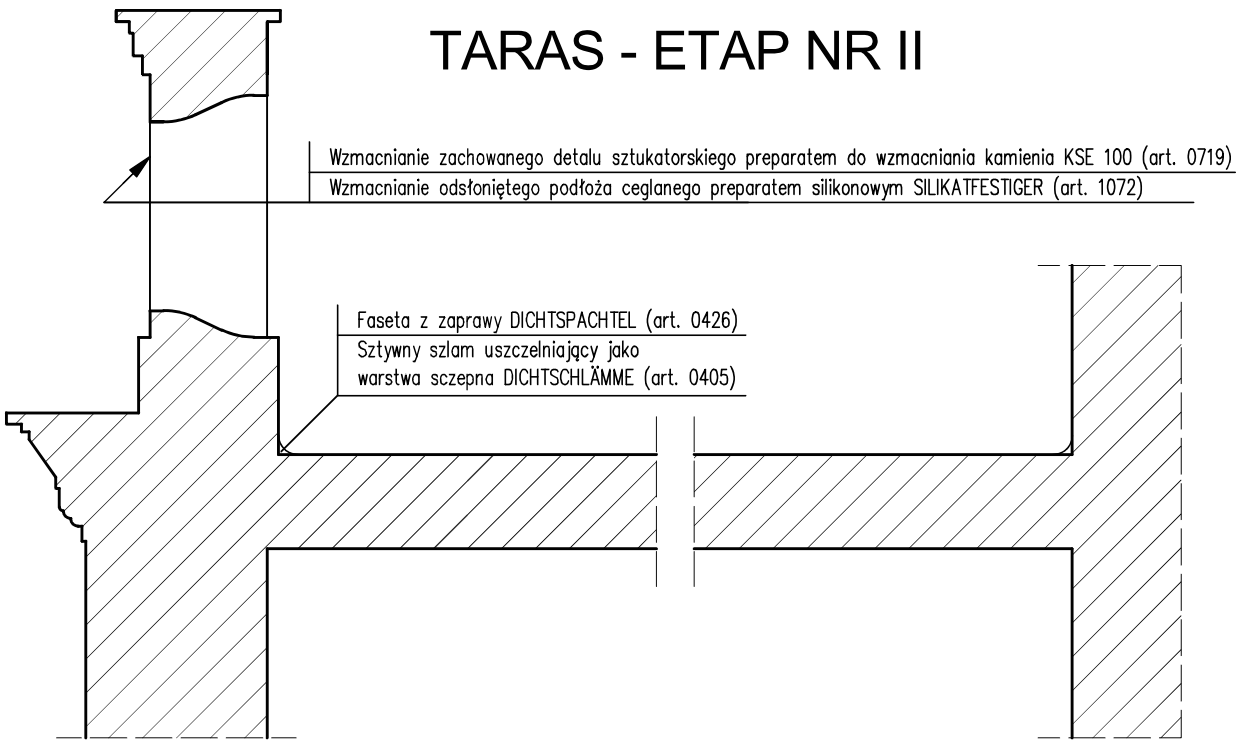 TARAS - ETAP NR II
Wzmacnianie zachowanego detalu sztukatorskiego preparatem do wzmacniania kamienia KSE 100 (art. 0719)
Wzmacnianie odsłoniętego podłoża ceglanego preparatem silikonowym SILIKATFESTIGER (art. 1072)
Faseta z zaprawy DICHTSPACHTEL (art. 0426)
Sztywny szlam uszczelniający jako
warstwa sczepna DICHTSCHLÄMME (art. 0405)